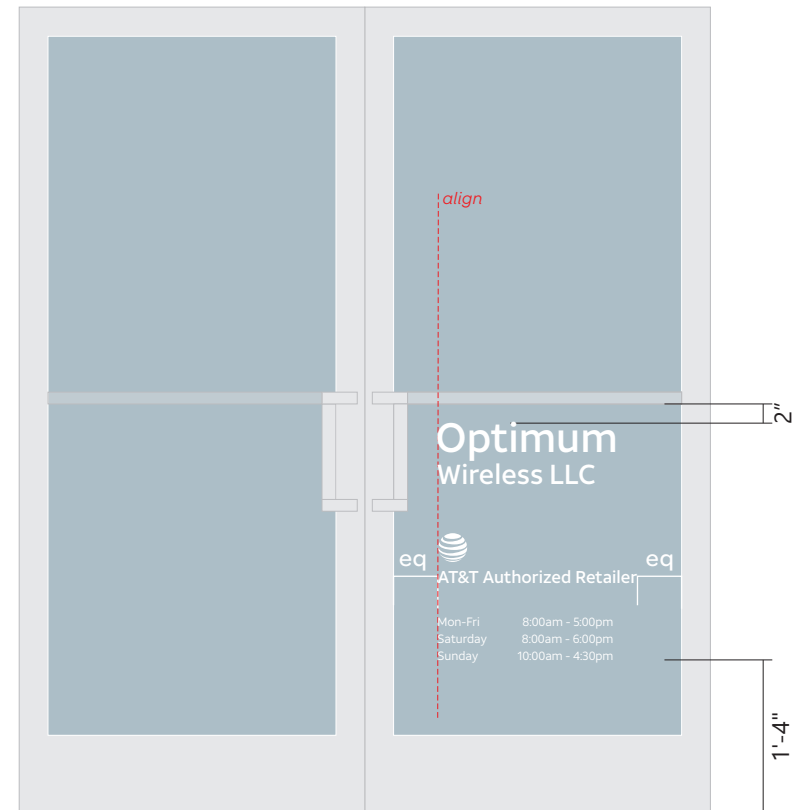 align
2"
Optimum
Wireless LLC
eq eq
AT&T Authorized Retailer
Mon-Fri 8:00am - 5:00pm
Saturday 8:00am - 6:00pm
Sunday 10:00am - 4:30pm
1'-4"